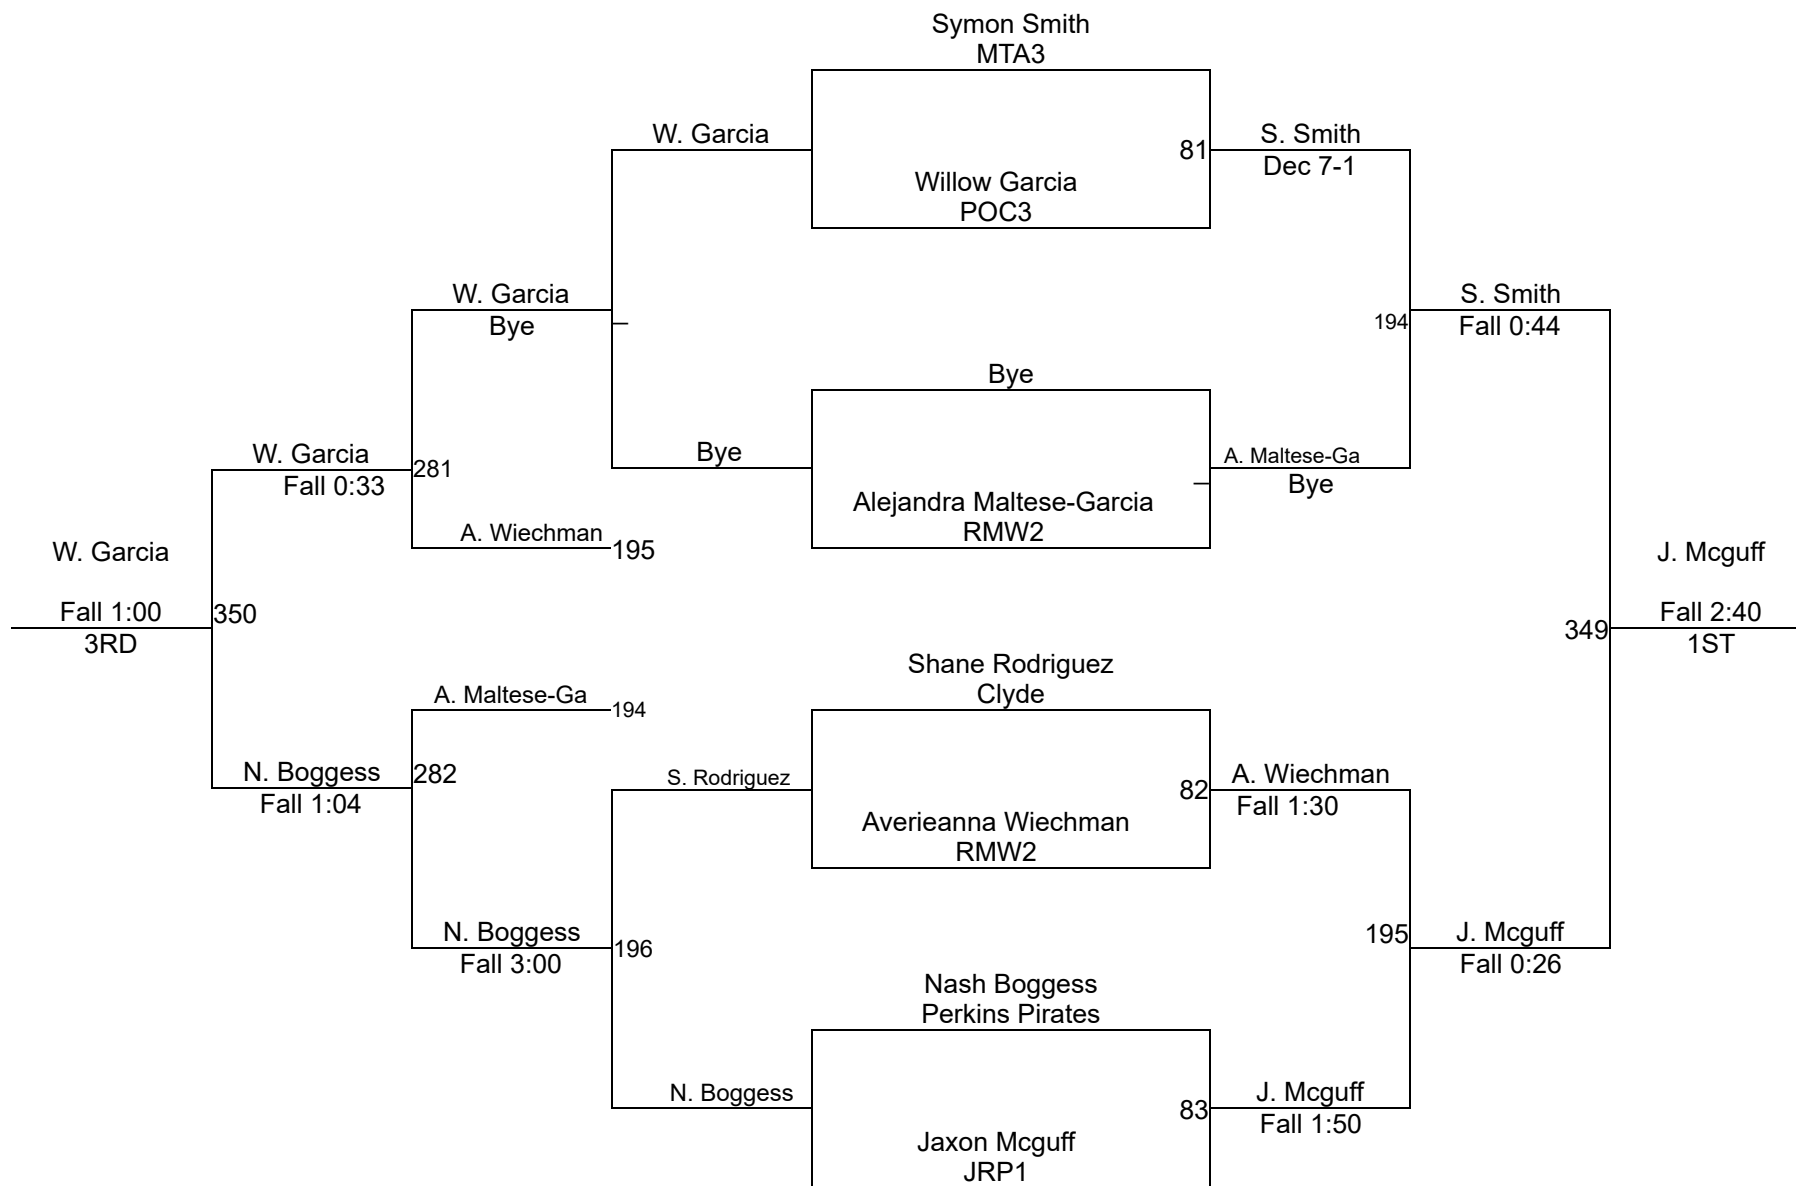 Symon Smith
MTA3
W. Garcia
81
S. Smith
Dec 7-1
Willow Garcia
POC3
W. Garcia
Bye
194
S. Smith
Fall 0:44
Bye
Bye
A. Maltese-Ga
Bye
W. Garcia
Fall 0:33
281
Alejandra Maltese-Garcia
RMW2
A. Wiechman
195
W. Garcia
Fall 1:00
3RD
350
J. Mcguff
Fall 2:40
1ST
349
Shane Rodriguez
Clyde
A. Maltese-Ga
194
N. Boggess
Fall 1:04
282
S. Rodriguez
82
A. Wiechman
Fall 1:30
Averieanna Wiechman
RMW2
N. Boggess
Fall 3:00
196
195
J. Mcguff
Fall 0:26
Nash Boggess
Perkins Pirates
N. Boggess
83
J. Mcguff
Fall 1:50
Jaxon Mcguff
JRP1